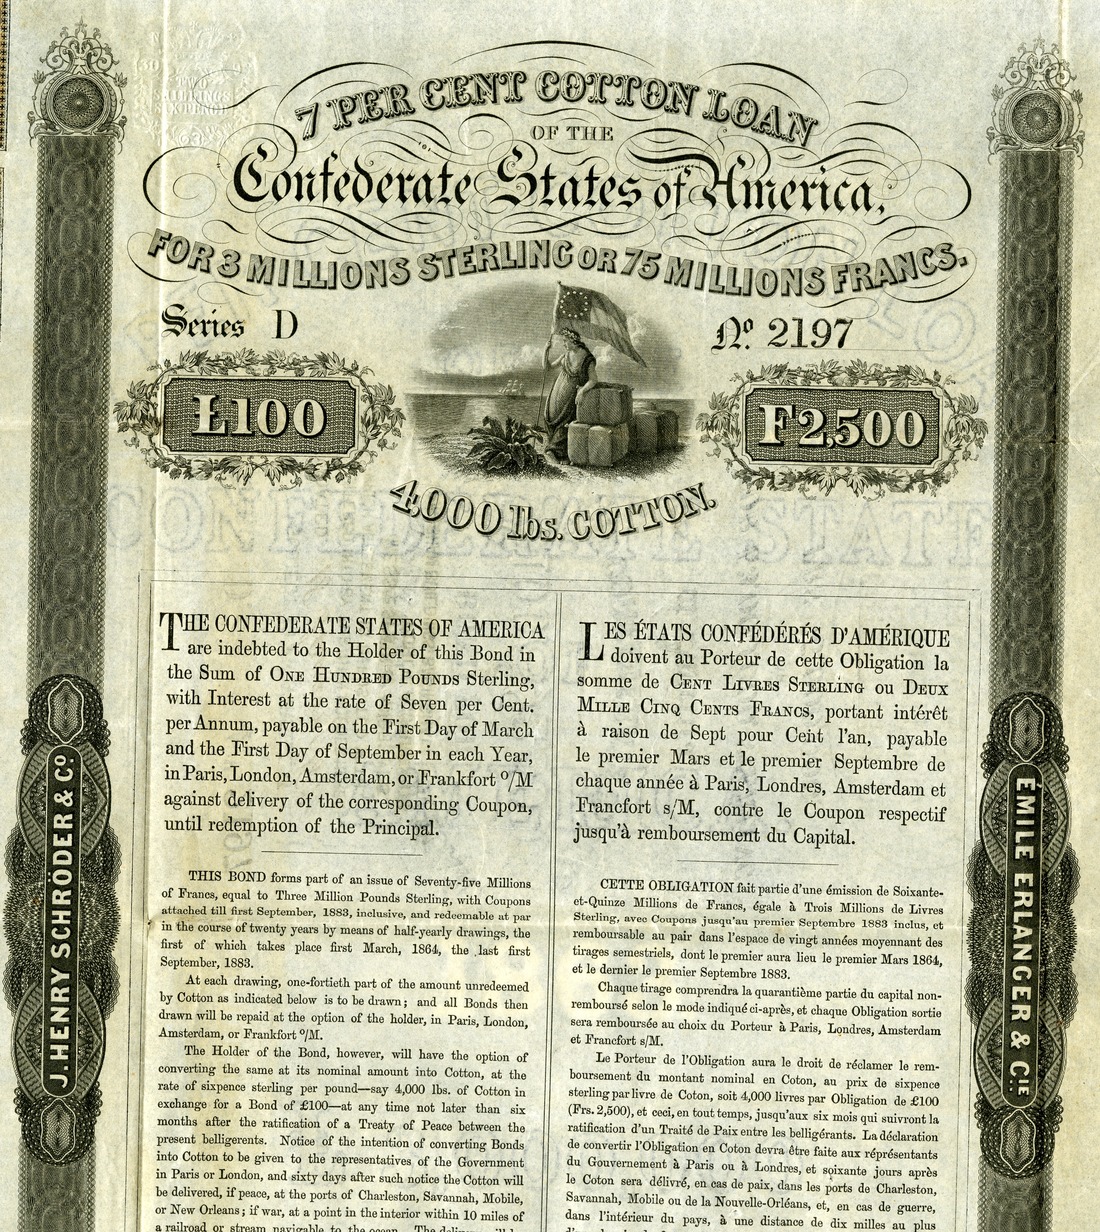 TWO
SHILLINGS
SIXPENCE
7 PER CENT COTTON LOAN
OF THE
Confederate States of America,
FOR 3 MILLIONS STERLING OR 75 MILLIONS FRANCS.
Series D
No. 2197
£100
F2,500
4,000 lbs. COTTON.
THE CONFEDERATE STATES OF AMERICA
are indebted to the Holder of this Bond in
the Sum of ONE HUNDRED POUNDS Sterling,
with Interest at the rate of Seven per Cent.
per Annum, payable on the First Day of March
and the First Day of September in each Year,
in Paris, London, Amsterdam, or Frankfort o/M
against delivery of the corresponding Coupon,
until redemption of the Principal.
THIS BOND forms part of an issue of Seventy-five Millions
of Francs, equal to Three Million Pounds Sterling, with Coupons
attached till first September, 1883, inclusive, and redeemable at par
in the course of twenty years by means of half-yearly drawings, the
first of which takes place first March, 1864, the last first
September, 1883.
At each drawing, one-fortieth part of the amount unredeemed
by Cotton as indicated below is to be drawn; and all Bonds then
drawn will be repaid at the option of the holder, in Paris, London,
Amsterdam, or Frankfort o/M.
The Holder of the Bond, however, will have the option of
converting the same at its nominal amount into Cotton, at the
rate of sixpence sterling per pound—say 4,000 lbs. of Cotton in
exchange for a Bond of £100—at any time not later than six
months after the ratification of a Treaty of Peace between the
present belligerents. Notice of the intention of converting Bonds
into Cotton to be given to the representatives of the Government
in Paris or London, and sixty days after such notice the Cotton will
be delivered, if peace, at the ports of Charleston, Savannah, Mobile,
or New Orleans; if war, at a point in the interior within 10 miles of
a railroad or stream navigable to the ocean. The delivery will be
LES ÉTATS CONFÉDÉRÉS D'AMÉRIQUE
doivent au Porteur de cette Obligation la
somme de CENT LIVRES STERLING ou DEUX
MILLE CINQ CENTS FRANCS, portant intérêt
à raison de Sept pour Cent l'an, payable
le premier Mars et le premier Septembre de
chaque année à Paris, Londres, Amsterdam et
Francfort s/M, contre le Coupon respectif
jusqu'à remboursement du Capital.
CETTE OBLIGATION fait partie d'une émission de Soixante-
et-Quinze Millions de Francs, égale à Trois Millions de Livres
Sterling, avec Coupons jusqu'au premier Septembre 1883 inclus, et
remboursable au pair dans l'espace de vingt années moyennant des
tirages semestriels, dont le premier aura lieu le premier Mars 1864,
et le dernier le premier Septembre 1883.
Chaque tirage comprendra la quarantième partie du capital non-
remboursé selon le mode indiqué ci-après, et chaque Obligation sortie
sera remboursée au choix du Porteur à Paris, Londres, Amsterdam
et Francfort s/M.
Le Porteur de l'Obligation aura le droit de réclamer le rem-
boursement du montant nominal en Coton, au prix de sixpence
sterling par livre de Coton, soit 4,000 livres par Obligation de £100
(Frs. 2,500), et ceci, en tout temps, jusqu'aux six mois qui suivront la
ratification d'un Traité de Paix entre les belligérants. La déclaration
de convertir l'Obligation en Coton devra être faite aux réprésentants
du Gouvernement à Paris ou à Londres, et soixante jours après
le Coton sera délivré, en cas de paix, dans les ports de Charleston,
Savannah, Mobile ou de la Nouvelle-Orléans, et, en cas de guerre,
dans l'intérieur du pays, à une distance de dix milles au plus
J. HENRY SCHRÖDER & Co.
ÉMILE ERLANGER & CIE